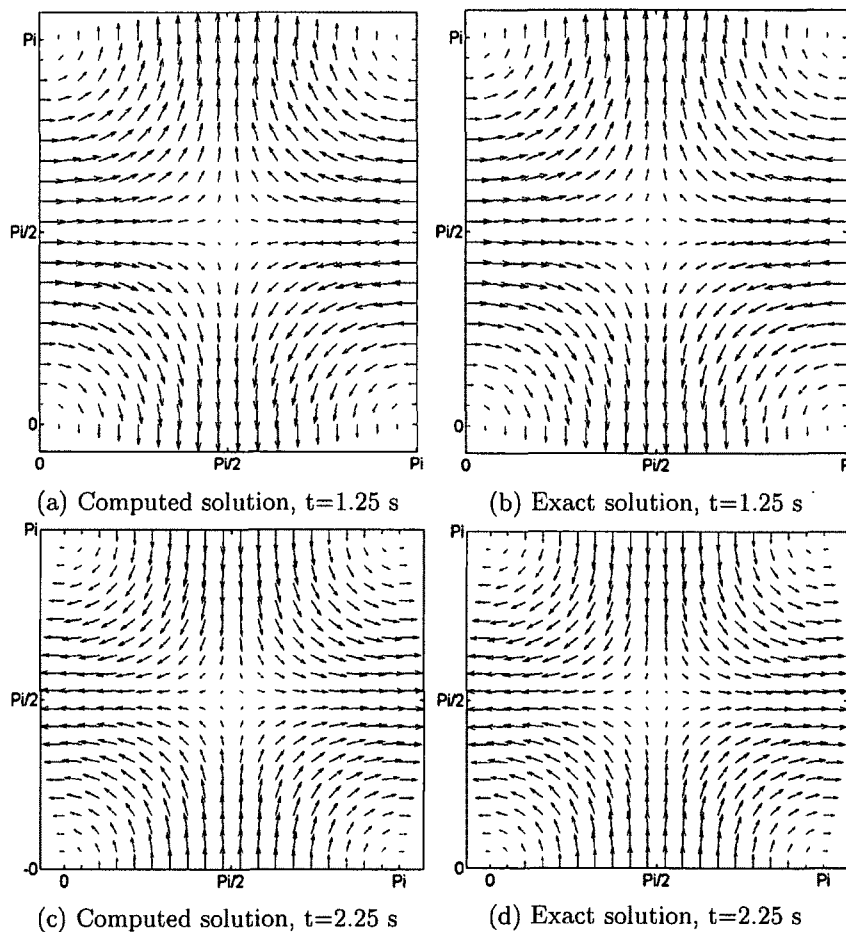 Pi
Pi
Pi/2
Pi/2
0
0
0 Pi/2 Pi
0 Pi/2 P
(a) Computed solution, t=1.25 s
(b) Exact solution, t=1.25 s
Pi
Pi
Pi/2
Pi/2
-0
0
0 Pi/2 Pi
0 Pi/2 Pi
(c) Computed solution, t=2.25 s
(d) Exact solution, t=2.25 s